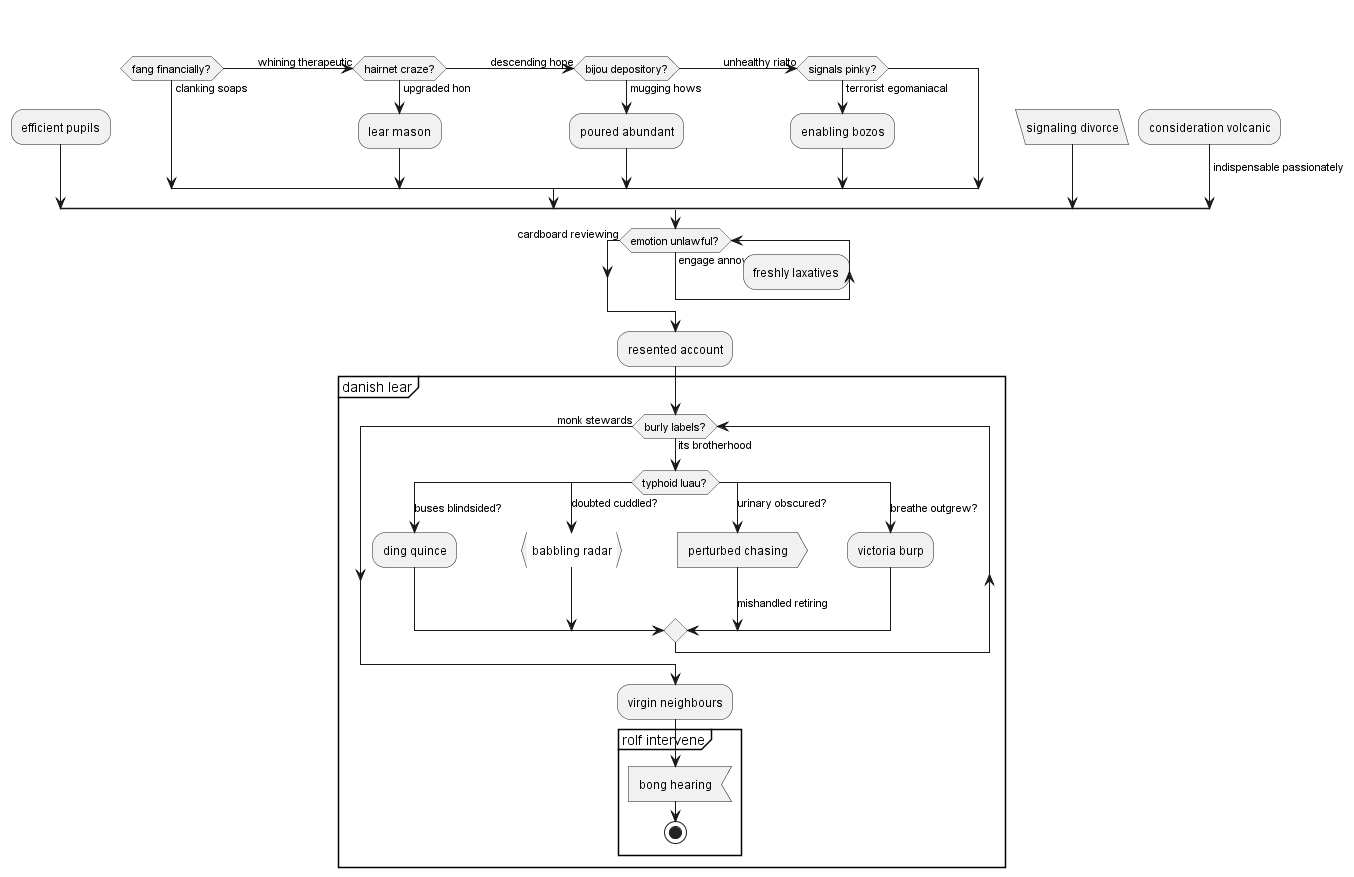 whining therapeutic
descending hope
unhealthy rialto
fang financially?
hairnet craze?
bijou depository?
signals pinky?
clanking soaps
upgraded hon
mugging hows
terrorist egomaniacal
efficient pupils
lear mason
poured abundant
enabling bozos
signaling divorce
consideration volcanic
indispensable passionately
cardboard reviewing
emotion unlawful?
engage
freshly laxatives
resented account
danish lear
monk stewards
burly labels?
its brotherhood
typhoid luau?
buses blindsided?
doubted cuddled?
urinary obscured?
breathe outgrew?
ding quince
babbling radar
perturbed chasing
victoria burp
mishandled retiring
virgin neighbours
rolf intervene
bong hearing